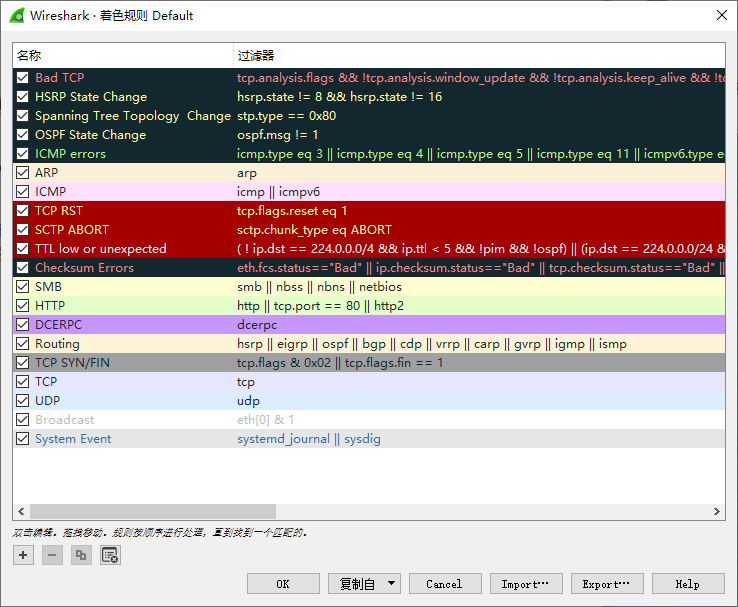 Wireshark · 着色规则 Default
名称 过滤器
Bad TCP tcp.analysis.flags && !tcp.analysis.window_update && !tcp.analysis.keep_alive && !tc
HSRP State Change hsrp.state != 8 && hsrp.state != 16
Spanning Tree Topology  Change stp.type == 0x80
OSPF State Change ospf.msg != 1
ICMP errors icmp.type eq 3 || icmp.type eq 4 || icmp.type eq 5 || icmp.type eq 11 || icmpv6.type e
ARP arp
ICMP icmp || icmpv6
TCP RST tcp.flags.reset eq 1
SCTP ABORT sctp.chunk_type eq ABORT
TTL low or unexpected ( ! ip.dst == 224.0.0.0/4 && ip.ttl < 5 && !pim && !ospf) || (ip.dst == 224.0.0.0/24 &
Checksum Errors eth.fcs.status=="Bad" || ip.checksum.status=="Bad" || tcp.checksum.status=="Bad" ||
SMB smb || nbss || nbns || netbios
HTTP http || tcp.port == 80 || http2
DCERPC dcerpc
Routing hsrp || eigrp || ospf || bgp || cdp || vrrp || carp || gvrp || igmp || ismp
TCP SYN/FIN tcp.flags & 0x02 || tcp.flags.fin == 1
TCP tcp
UDP udp
Broadcast eth[0] & 1
System Event systemd_journal || sysdig
双击编辑。拖拽移动。规则按顺序进行处理，直到找到一个匹配的。
OK 复制自 Cancel Import… Export… Help